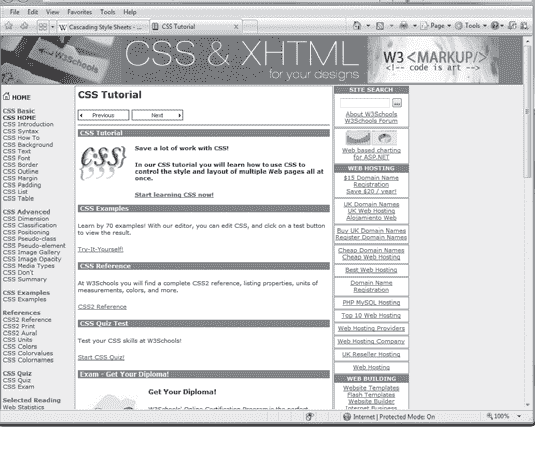 File Edit View Favorites Tools Help
Wikipedia - Cascading Style Sheets - ... CSS Tutorial Page Tools
CSS & XHTML
for your designs
W3 <MARKUP/>
<!-- code is art -->
HOME
CSS Basic
CSS HOME
CSS Introduction
CSS Syntax
CSS How To
CSS Background
CSS Text
CSS Font
CSS Border
CSS Outline
CSS Margin
CSS Padding
CSS List
CSS Table
CSS Advanced
CSS Dimension
CSS Classification
CSS Positioning
CSS Pseudo-class
CSS Pseudo-element
CSS Image Gallery
CSS Image Opacity
CSS Media Types
CSS Don't
CSS Summary
CSS Examples
CSS Examples
References
CSS2 Reference
CSS2 Print
CSS2 Aural
CSS Units
CSS Colors
CSS Colorvalues
CSS Colornames
CSS Quiz
CSS Quiz
CSS Exam
Selected Reading
Web Statistics
CSS Tutorial
Previous Next
CSS Tutorial
CSS
Save a lot of work with CSS!
In our CSS tutorial you will learn how to use CSS to
control the style and layout of multiple Web pages all at
once.
Start learning CSS now!
CSS Examples
Learn by 70 examples! With our editor, you can edit CSS, and click on a test button
to view the result.
Try-It-Yourself!
CSS Reference
At W3Schools you will find a complete CSS2 reference, listing properties, units of
measurements, colors, and more.
CSS2 Reference
CSS Quiz Test
Test your CSS skills at W3Schools!
Start CSS Quiz!
Exam - Get Your Diploma!
Get Your Diploma!
W3Schools' Online Certification Program is the perfect
SITE SEARCH
About W3Schools
W3Schools Forum
Web based charting
for ASP.NET
WEB HOSTING
$15 Domain Name
Registration
Save $20 / year!
UK Domain Names
UK Web Hosting
Alojamiento Web
Buy UK Domain Names
Register Domain Names
Cheap Domain Names
Cheap Web Hosting
Best Web Hosting
Domain Name
Registration
PHP MySQL Hosting
Top 10 Web Hosting
Web Hosting Providers
Web Hosting Company
UK Reseller Hosting
Web Hosting
WEB BUILDING
Website Templates
Flash Templates
Website Builder
Internet Business
Internet | Protected Mode: On 100%